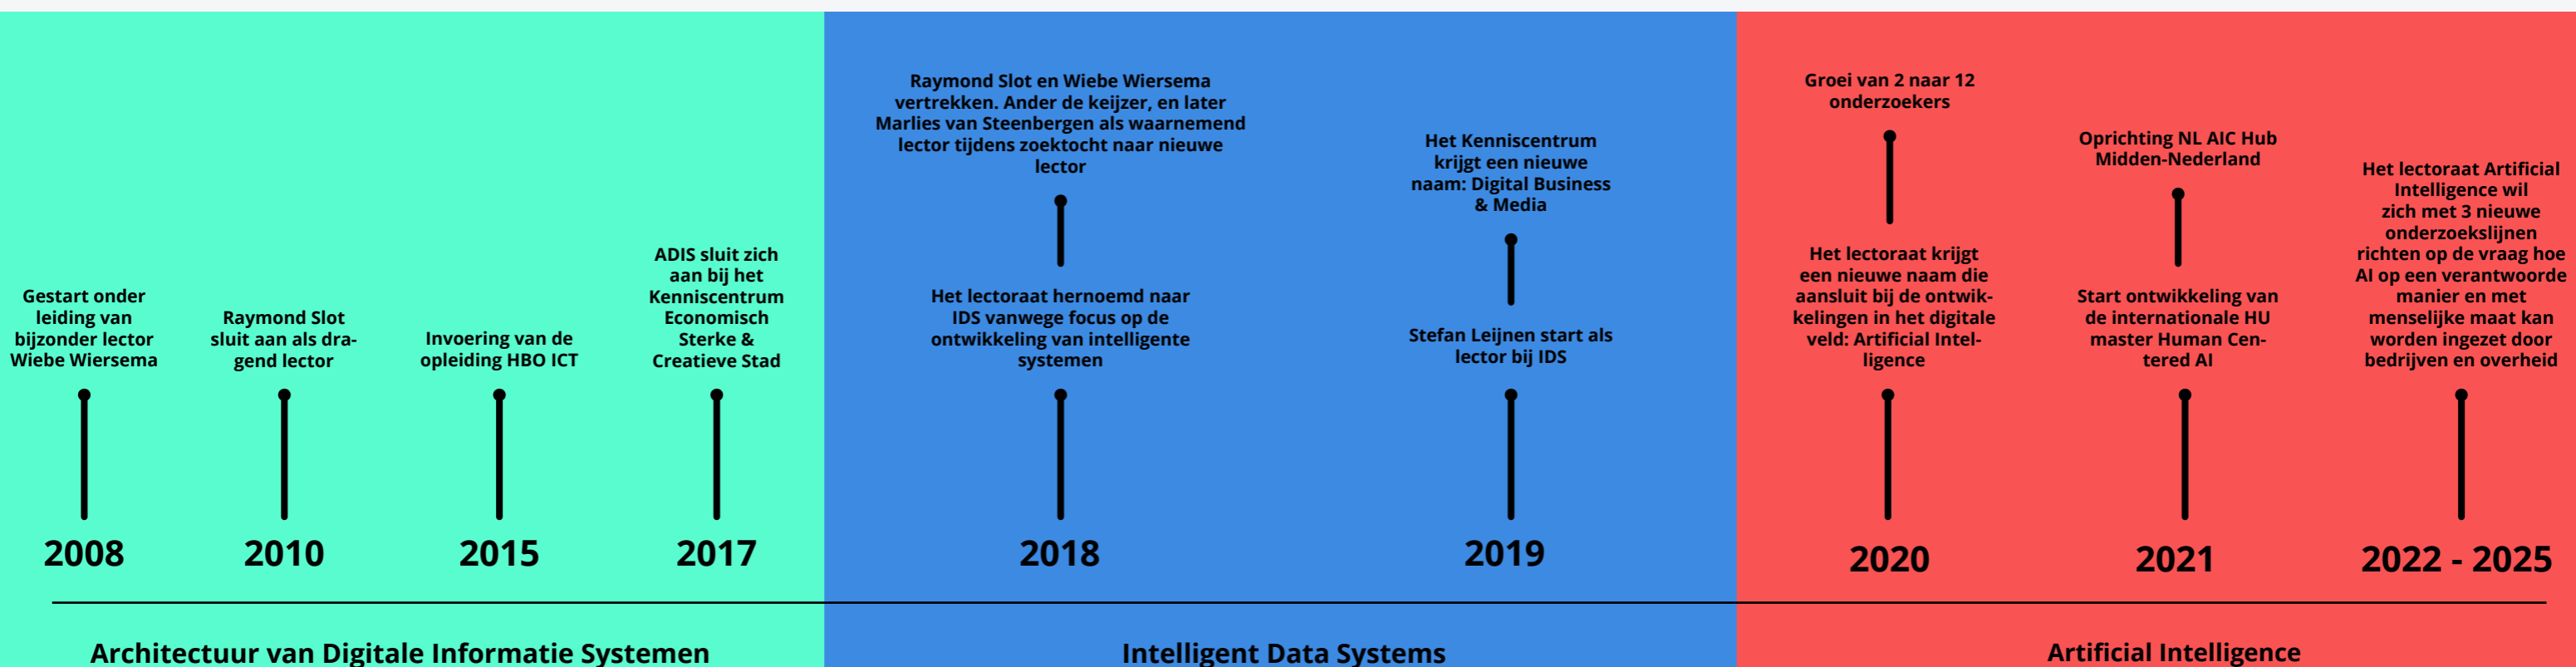 Gestart onder
leiding van
bijzonder lector
Wiebe Wiersema
2008
Raymond Slot
sluit aan als dra-
gend lector
2010
Invoering van de
opleiding HBO ICT
2015
ADIS sluit zich
aan bij het
Kenniscentrum
Economisch
Sterke &
Creatieve Stad
2017
Architectuur van Digitale Informatie Systemen
Raymond Slot en Wiebe Wiersema
vertrekken. Ander de keijzer, en later
Marlies van Steenbergen als waarnemend
lector tijdens zoektocht naar nieuwe
lector
Het lectoraat hernoemd naar
IDS vanwege focus op de
ontwikkeling van intelligente
systemen
2018
Het Kenniscentrum
krijgt een nieuwe
naam: Digital Business
& Media
Stefan Leijnen start als
lector bij IDS
2019
Intelligent Data Systems
Groei van 2 naar 12
onderzoekers
Het lectoraat krijgt
een nieuwe naam die
aansluit bij de ontwik-
kelingen in het digitale
veld: Artificial Intel-
ligence
2020
Oprichting NL AIC Hub
Midden-Nederland
Start ontwikkeling van
de internationale HU
master Human Cen-
tered AI
2021
Het lectoraat Artificial
Intelligence wil
zich met 3 nieuwe
onderzoekslijnen
richten op de vraag hoe
AI op een verantwoorde
manier en met
menselijke maat kan
worden ingezet door
bedrijven en overheid
2022 - 2025
Artificial Intelligence